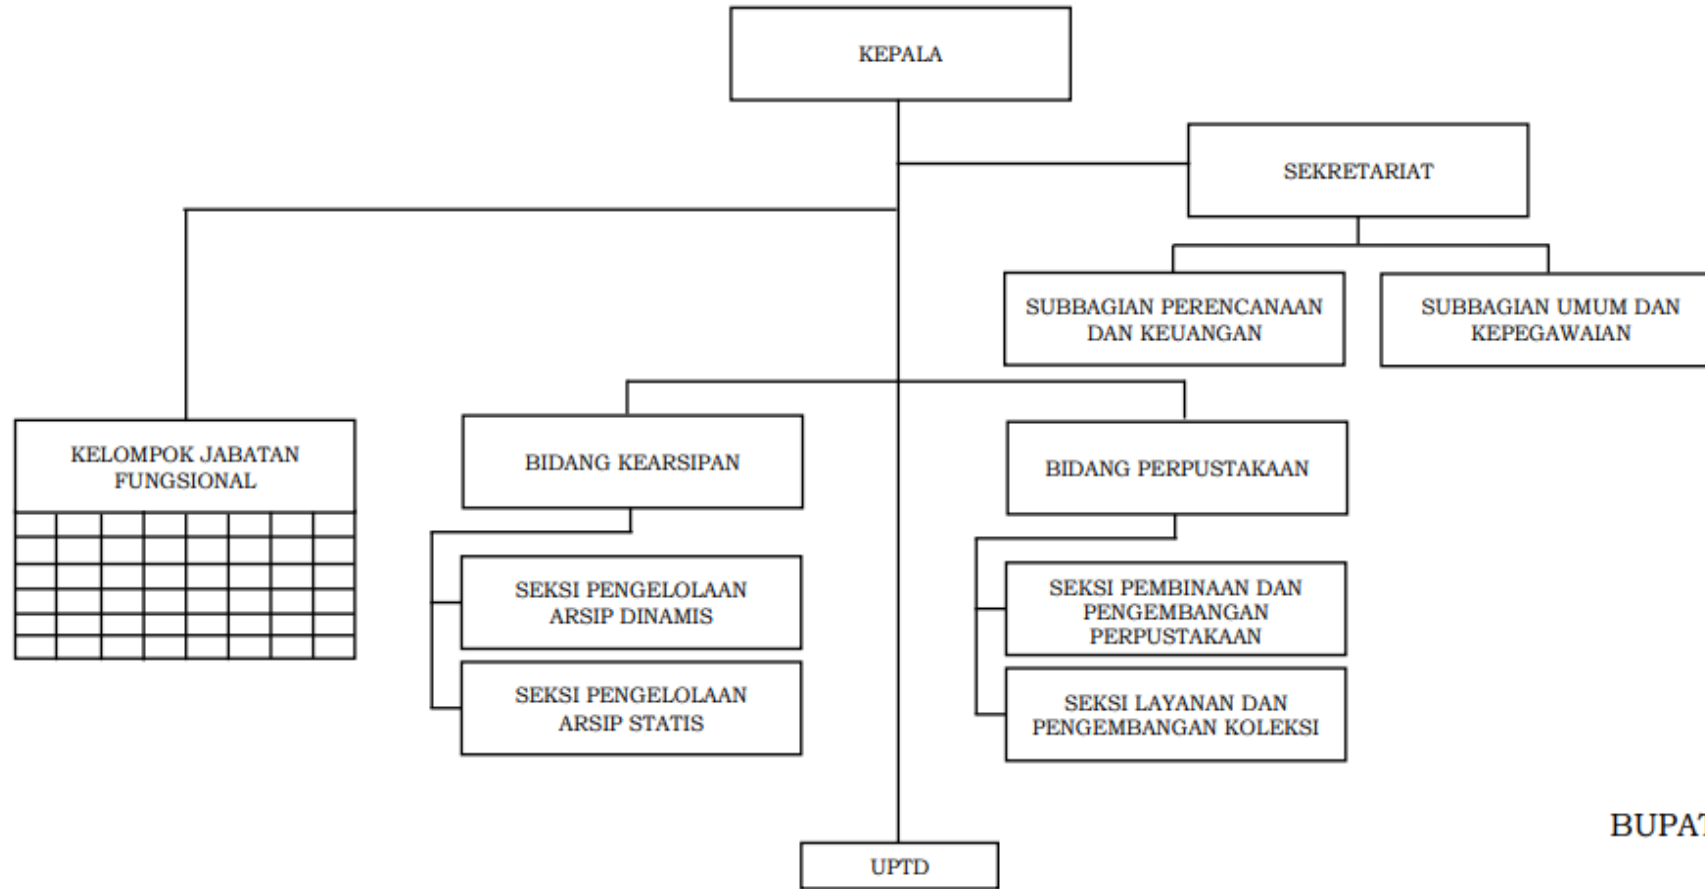 KEPALA
SEKRETARIAT
SUBBAGIAN PERENCANAAN
DAN KEUANGAN
SUBBAGIAN UMUM DAN
KEPEGAWAIAN
KELOMPOK JABATAN
FUNGSIONAL
BIDANG KEARSIPAN
BIDANG PERPUSTAKAAN
SEKSI PENGELOLAAN
ARSIP DINAMIS
SEKSI PEMBINAAN DAN
PENGEMBANGAN
PERPUSTAKAAN
SEKSI PENGELOLAAN
ARSIP STATIS
SEKSI LAYANAN DAN
PENGEMBANGAN KOLEKSI
BUPAT
UPTD